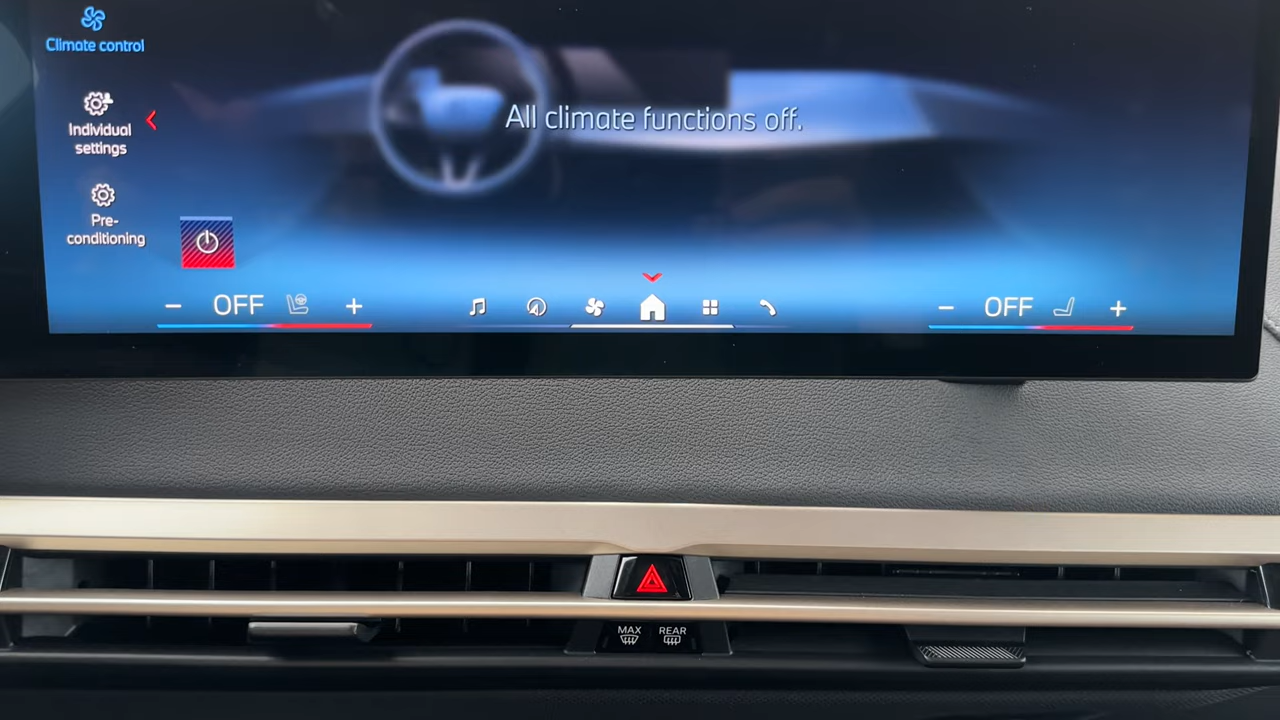 Climate control
All climate functions off.
Individual
settings
Pre-
conditioning
− OFF +
− OFF +
MAX
REAR